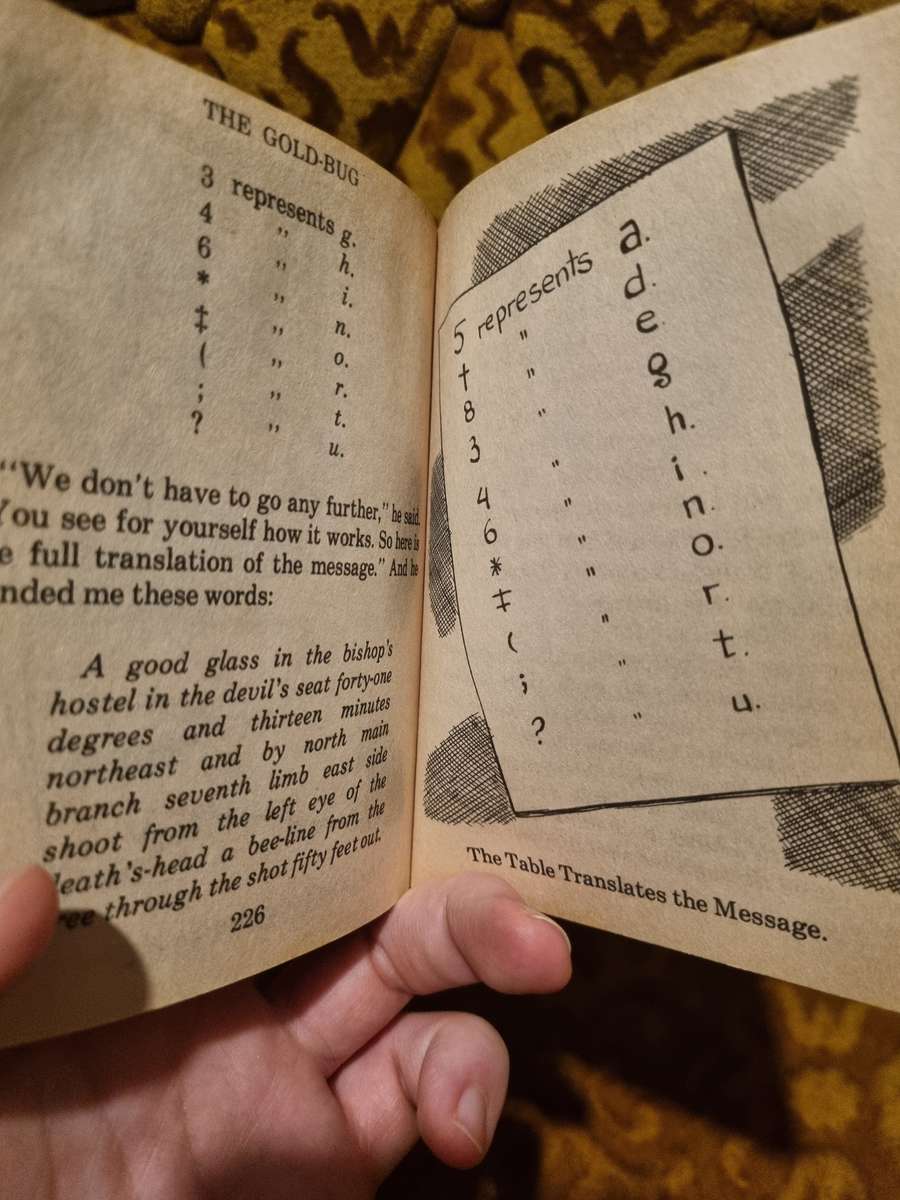 THE GOLD-BUG
3 represents g.
4 " h.
6 " i.
* " n.
‡ " o.
( " r.
; " t.
? " u.
"We don't have to go any further," he said.
You see for yourself how it works. So here is
full translation of the message." And he
these words:
A good glass in the bishop's
hostel in the devil's seat forty-one
degrees and thirteen minutes
northeast and by north main
branch seventh limb east side
shoot from the left eye of the
death's-head a bee-line from the
through the shot fifty feet out.
226
5 represents a.
† " d.
8 " e.
3 " g.
4 " h.
6 " i.
* " n.
‡ " o.
( " r.
; " t.
? " u.
The Table Translates the Message.